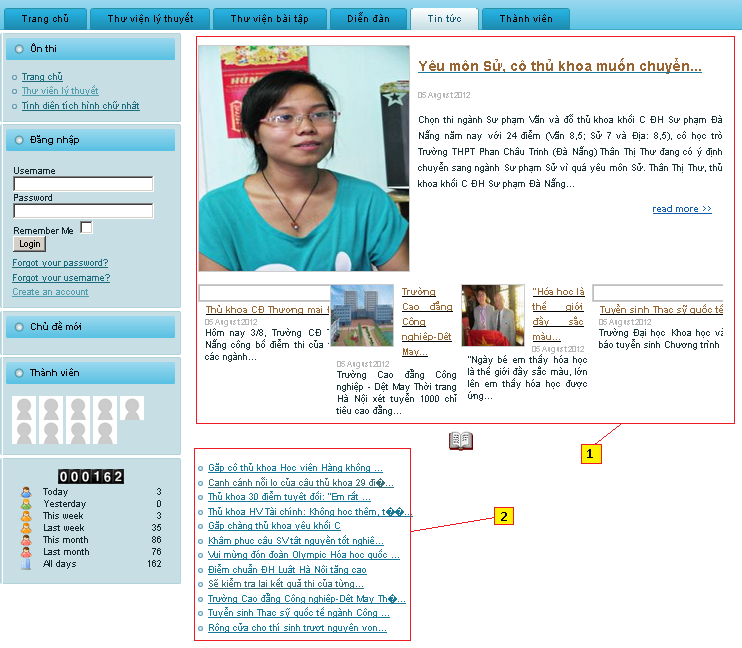 Trang chủ
Thư viện lý thuyết
Thư viện bài tập
Diễn đàn
Tin tức
Thành viên
Ôn thi
Trang chủ
Thư viện lý thuyết
Tính diện tích hình chữ nhật
Đăng nhập
Username
Password
Remember Me
Login
Forgot your password?
Forgot your username?
Create an account
Chủ đề mới
Thành viên
000162
Today 3
Yesterday 0
This week 3
Last week 35
This month 86
Last month 76
All days 162
Yêu môn Sử, cô thủ khoa muốn chuyển...
05 August 2012
Chọn thi ngành Sư phạm Văn và đỗ thủ khoa khối C ĐH Sư phạm Đà
Nẵng năm nay với 24 điểm (Văn 8,5; Sử 7 và Địa: 8,5), cô học trò
Trường THPT Phan Châu Trinh (Đà Nẵng) Thân Thị Thư đang có ý định
chuyển sang ngành Sư phạm Sử vì quá yêu môn Sử. Thân Thị Thư, thủ
khoa khối C ĐH Sư phạm Đà Nẵng...
read more >>
Thủ khoa CĐ Thương mại
05 August 2012
Hôm nay 3/8, Trường CĐ T
Nẵng công bố điểm thi của
các ngành...
Trường
Cao đẳng
Công
nghiệp-Dệt
May...
05 August 2012
Trường Cao đẳng Công
nghiệp - Dệt May Thời trang
Hà Nội xét tuyển 1000 chỉ
tiêu cao đẳng...
"Hóa học là
thế giới
đầy sắc
màu...
05 August 2012
"Ngày bé em thấy hóa học
là thế giới đầy sắc màu, lớn
lên em thấy hóa học được
ứng...
Tuyển sinh Thạc sỹ quốc tế
05 August 2012
Trường Đại học Khoa học và
báo tuyển sinh Chương trình
1
Gặp cô thủ khoa Học viện Hàng không ...
Canh cánh nỗi lo của cậu thủ khoa 29 đi�...
Thủ khoa 30 điểm tuyệt đối: "Em rất ...
Thủ khoa HV Tài chính: Không học thêm, t��...
Gặp chàng thủ khoa yêu khối C
Khâm phục cậu SV tật nguyền tốt nghiệ...
Vui mừng đón đoàn Olympic Hóa học quốc ...
Điểm chuẩn ĐH Luật Hà Nội tăng cao
Sẽ kiểm tra lại kết quả thi của từng...
Trường Cao đẳng Công nghiệp-Dệt May Th�...
Tuyển sinh Thạc sỹ quốc tế ngành Công ...
Rộng cửa cho thí sinh trượt nguyện vọn...
2